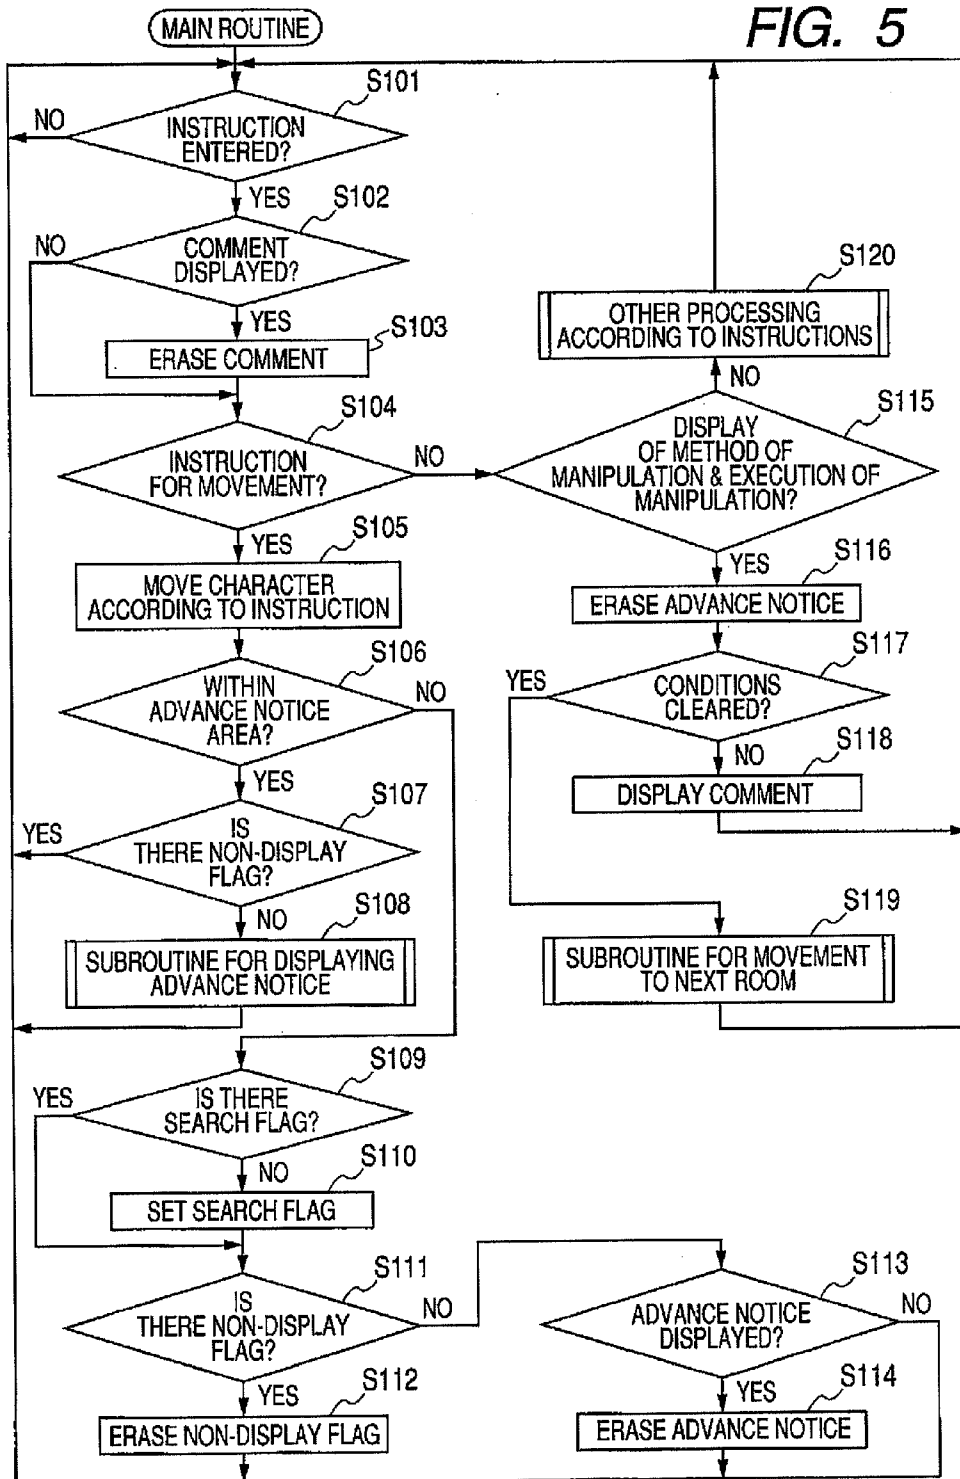 FIG. 5
MAIN ROUTINE
S101
NO
INSTRUCTION
ENTERED?
YES
S102
NO
COMMENT
DISPLAYED?
YES
S103
ERASE COMMENT
S104
INSTRUCTION
FOR MOVEMENT?
NO
YES
S105
MOVE CHARACTER
ACCORDING TO INSTRUCTION
S106
WITHIN
ADVANCE NOTICE
AREA?
NO
YES
S107
YES
IS
THERE NON-DISPLAY
FLAG?
NO
S108
SUBROUTINE FOR DISPLAYING
ADVANCE NOTICE
S109
YES
IS THERE
SEARCH FLAG?
NO
S110
SET SEARCH FLAG
S111
IS
THERE NON-DISPLAY
FLAG?
NO
YES
S112
ERASE NON-DISPLAY FLAG
S120
OTHER PROCESSING
ACCORDING TO INSTRUCTIONS
NO
S115
DISPLAY
OF METHOD OF
MANIPULATION & EXECUTION OF
MANIPULATION?
YES
S116
ERASE ADVANCE NOTICE
S117
YES
CONDITIONS
CLEARED?
NO
S118
DISPLAY COMMENT
S119
SUBROUTINE FOR MOVEMENT
TO NEXT ROOM
S113
ADVANCE NOTICE
DISPLAYED?
NO
YES
S114
ERASE ADVANCE NOTICE